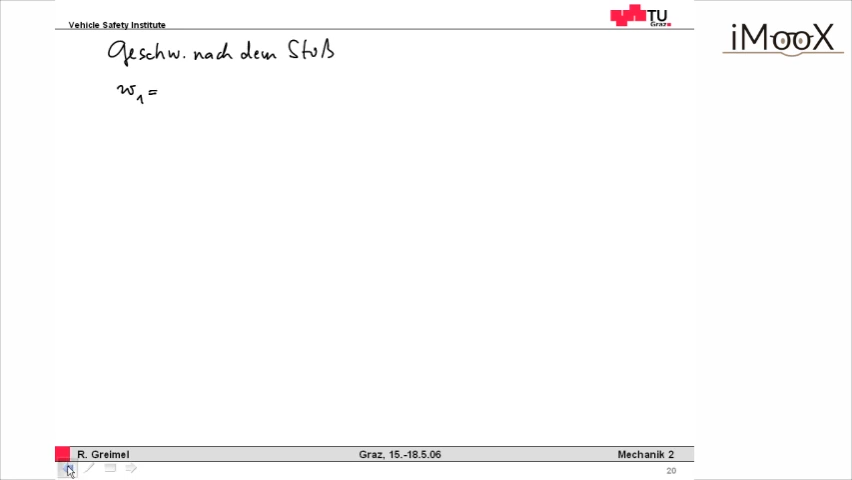 Vehicle Safety Institute
TU
Graz
iMooX
Geschw. nach dem Stoß
w1 =
R. Greimel
Graz, 15.-18.5.06
Mechanik 2
20